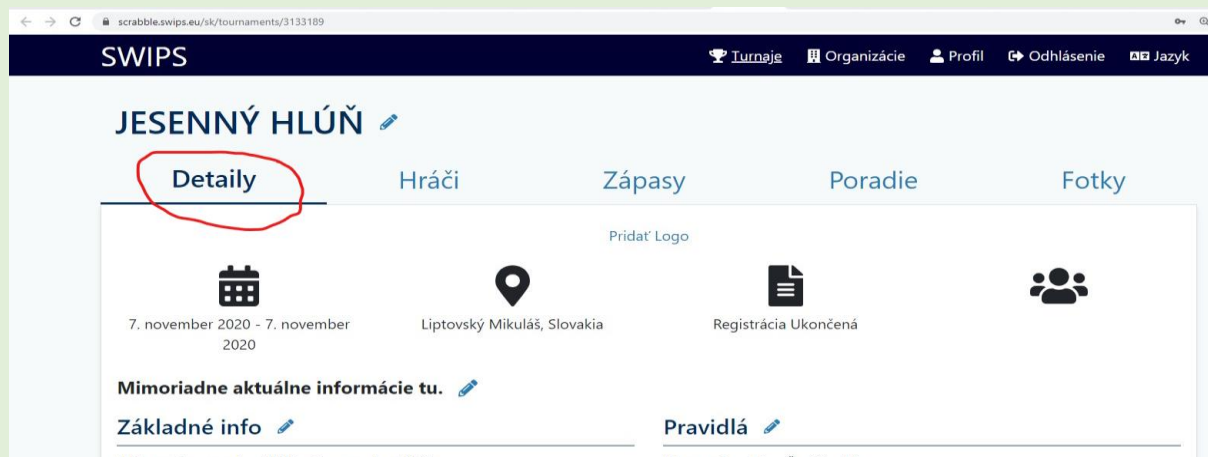 scrabble.swips.eu/sk/tournaments/3133189
SWIPS Turnaje Organizácie Profil Odhlásenie Jazyk
JESENNÝ HLÚŇ
Detaily Hráči Zápasy Poradie Fotky
Pridať Logo
7. november 2020 - 7. november
2020
Liptovský Mikuláš, Slovakia
Registrácia Ukončená
Mimoriadne aktuálne informácie tu.
Základné info Pravidlá